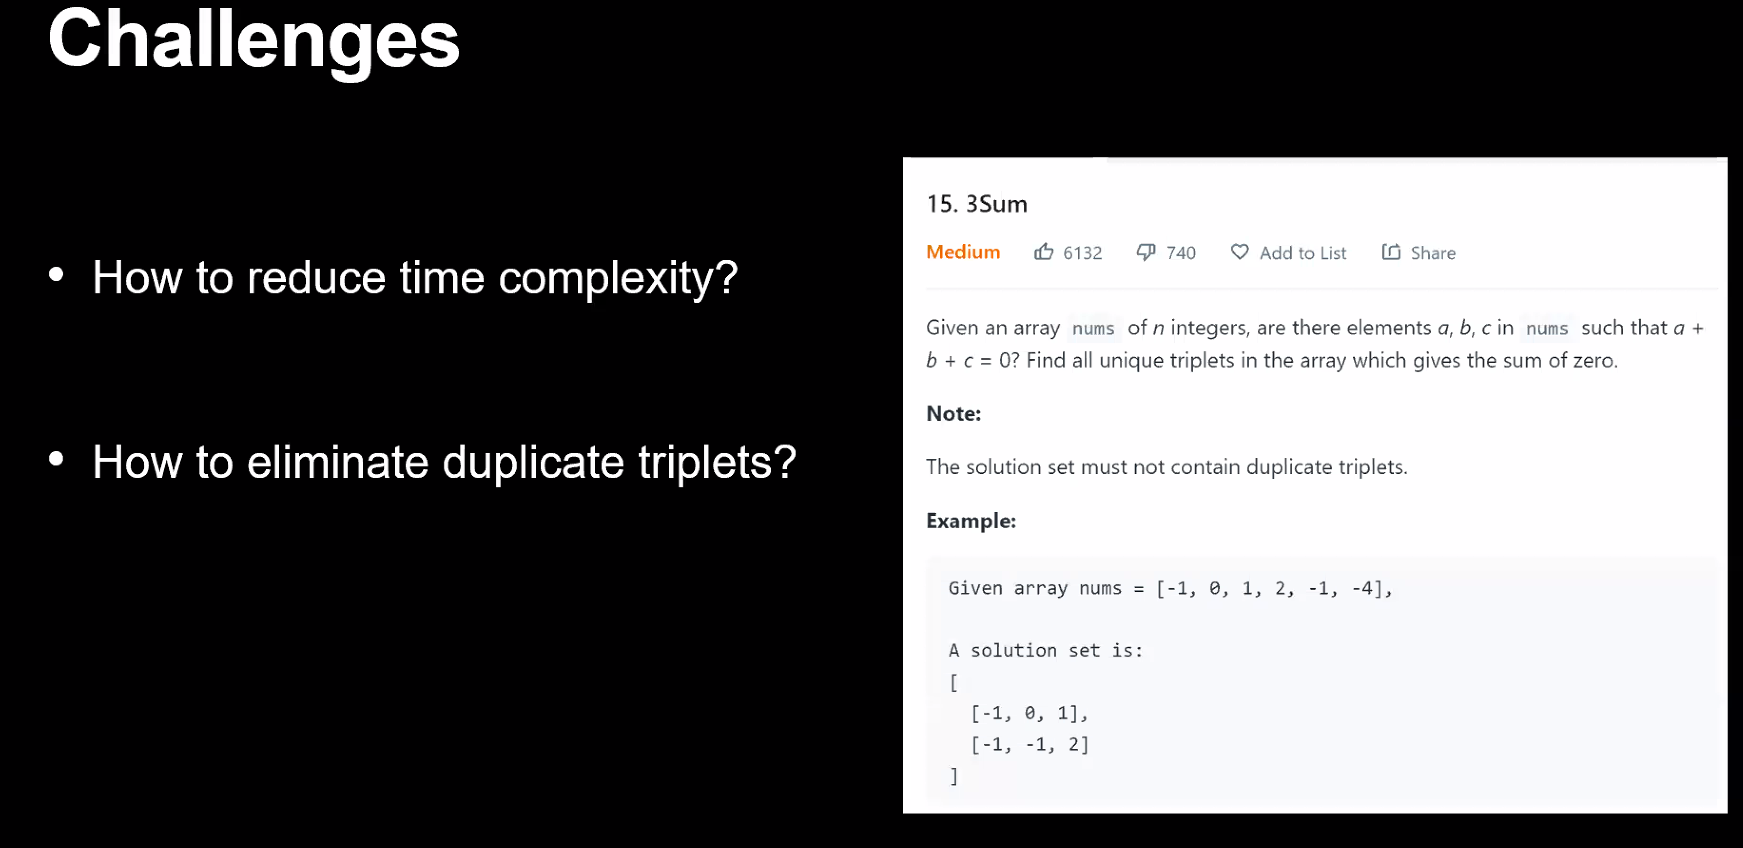 Challenges
• How to reduce time complexity?
• How to eliminate duplicate triplets?
15. 3Sum
Medium 6132 740 Add to List Share
Given an array nums of n integers, are there elements a, b, c in nums such that a +
b + c = 0? Find all unique triplets in the array which gives the sum of zero.
Note:
The solution set must not contain duplicate triplets.
Example:
Given array nums = [-1, 0, 1, 2, -1, -4],
A solution set is:
[
[-1, 0, 1],
[-1, -1, 2]
]